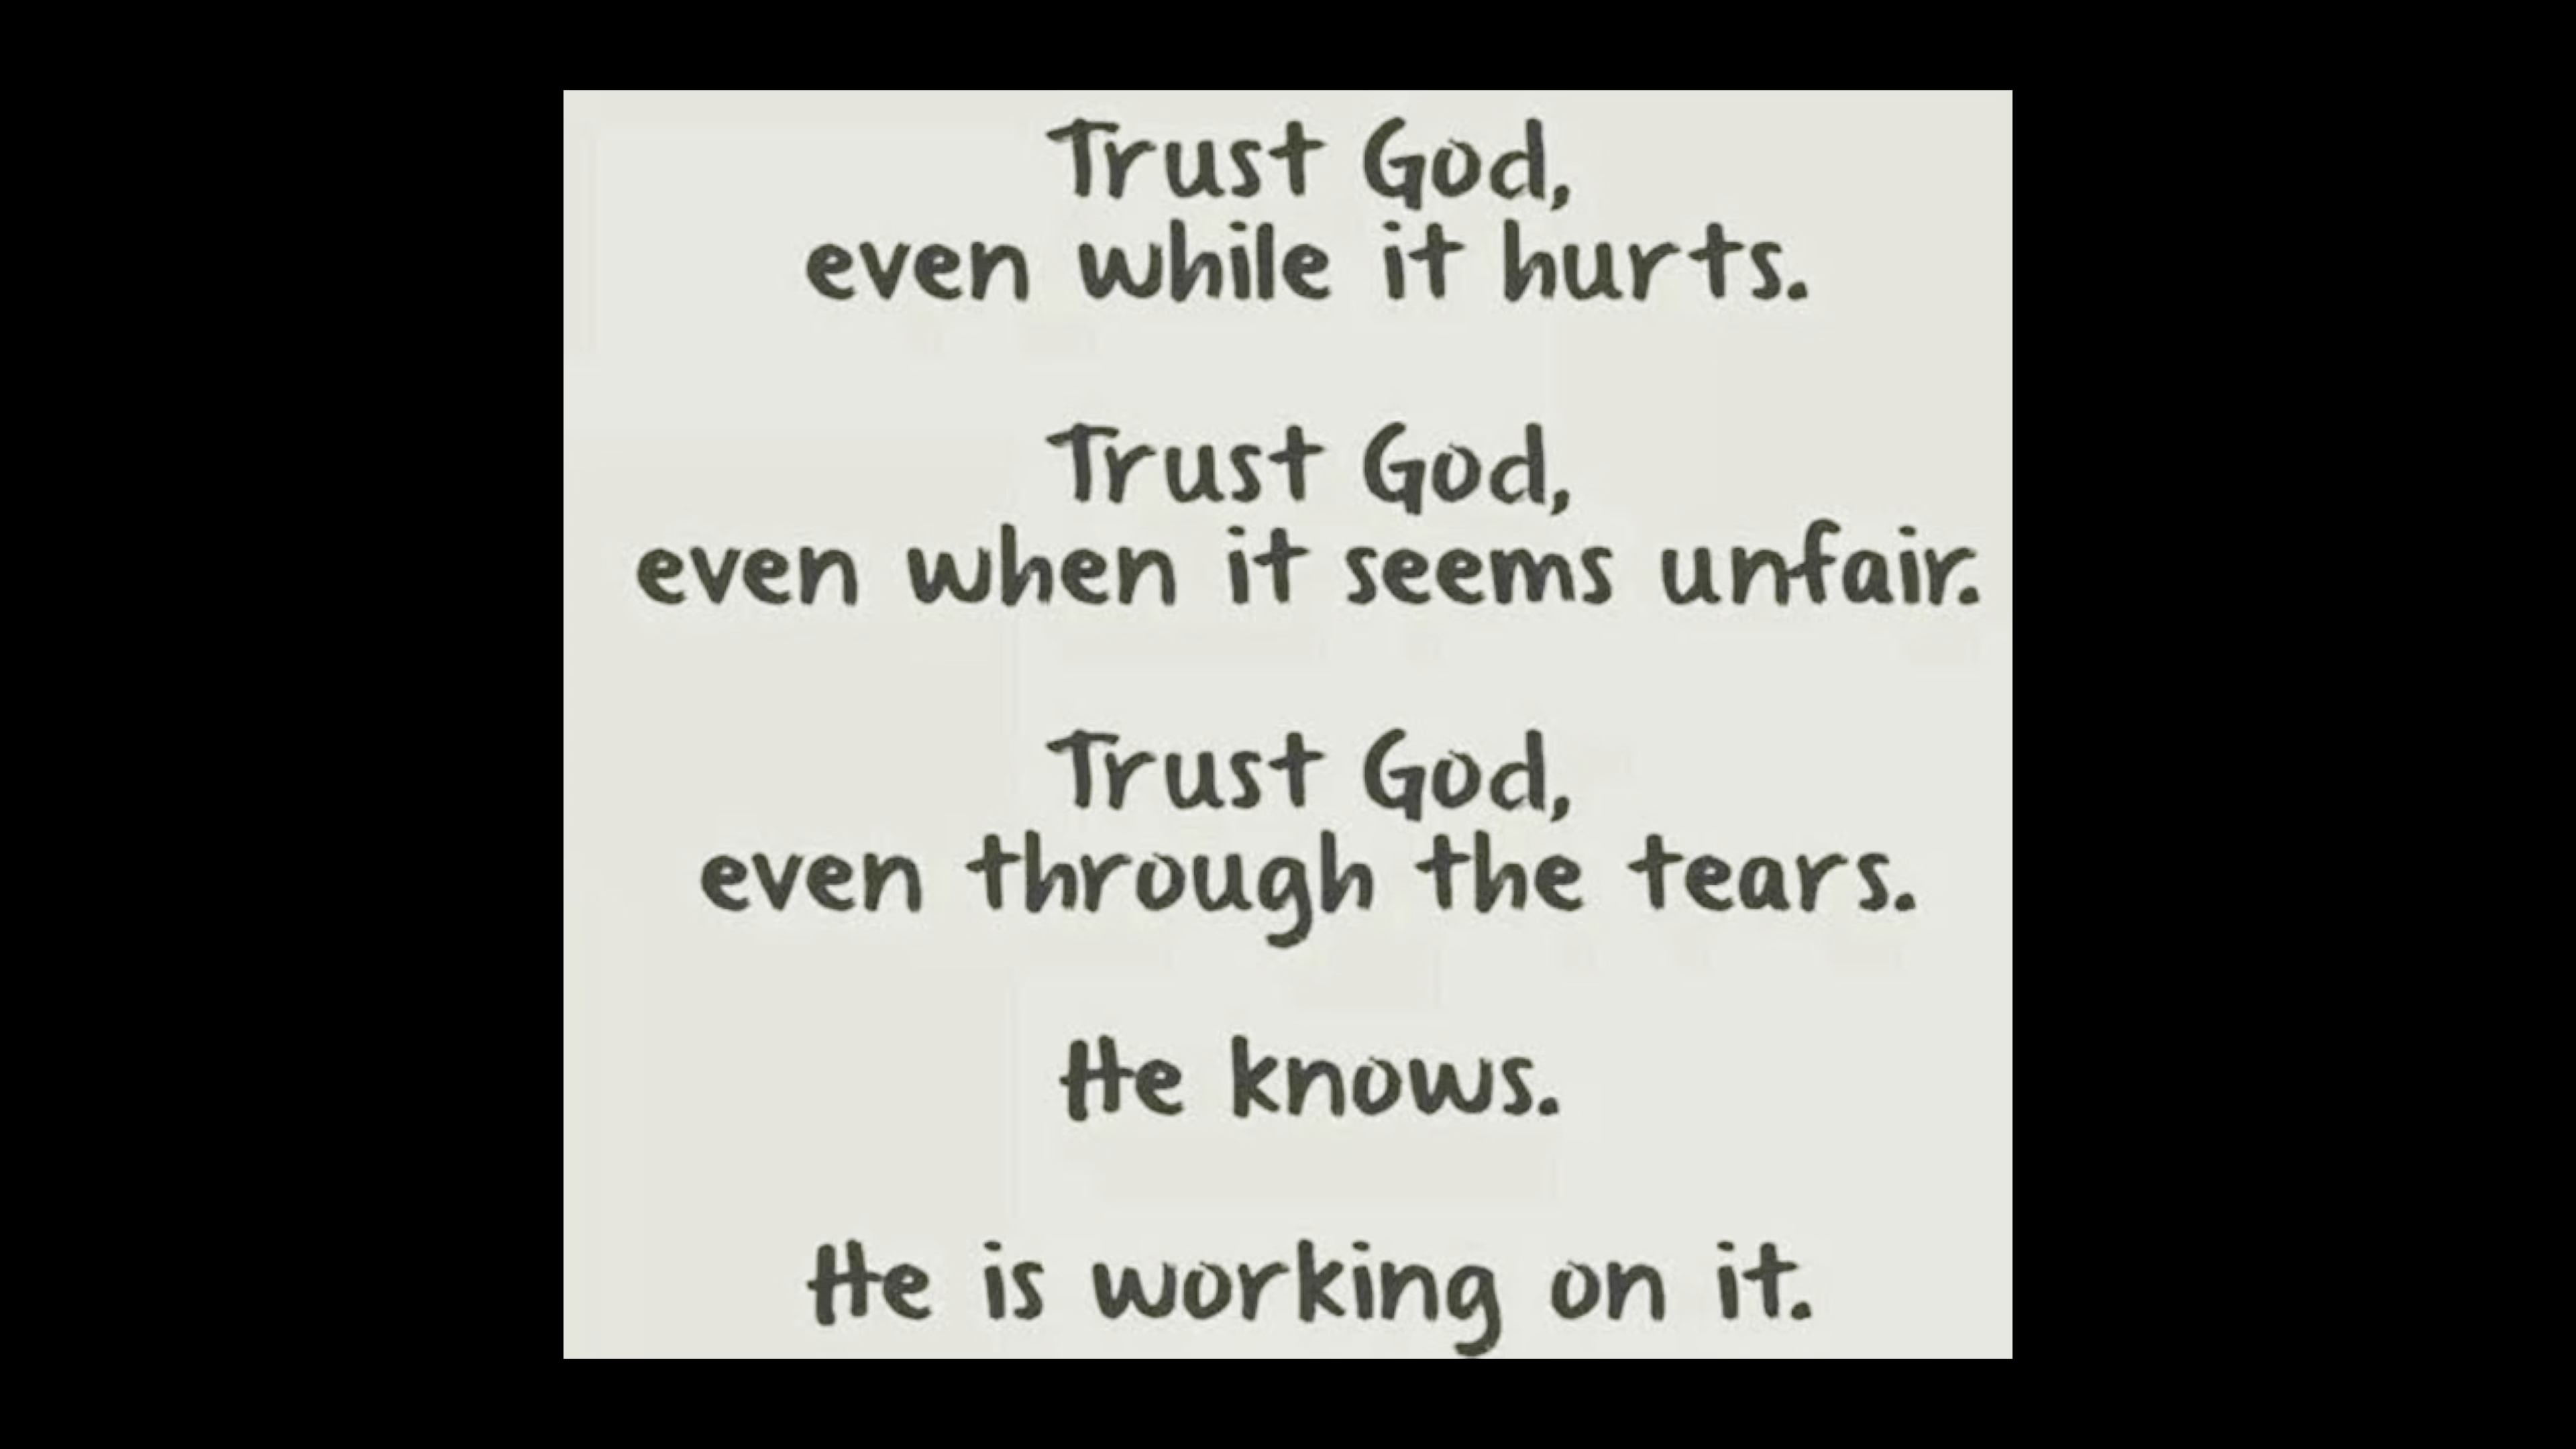 Trust God,
even while it hurts.
Trust God,
even when it seems unfair.
Trust God,
even through the tears.
He knows.
He is working on it.